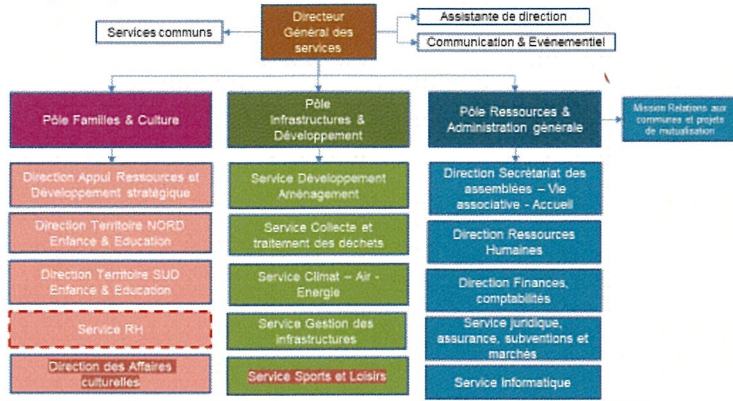 Directeur
Général des
services
Services communs
Assistante de direction
Communication & Evènementiel
Pôle Familles & Culture
Pôle
Infrastructures &
Développement
Pôle Ressources &
Administration générale
Mission Relations aux
communes et projets
de mutualisation
Direction Appui Ressources et
Développement stratégique
Direction Territoire NORD
Enfance & Education
Direction Territoire SUD
Enfance & Education
Service RH
Direction des Affaires
culturelles
Service Développement
Aménagement
Service Collecte et
traitement des déchets
Service Climat – Air -
Energie
Service Gestion des
infrastructures
Service Sports et Loisirs
Direction Secrétariat des
assemblées – Vie
associative - Accueil
Direction Ressources
Humaines
Direction Finances,
comptabilités
Service juridique,
assurance, subventions et
marchés
Service Informatique